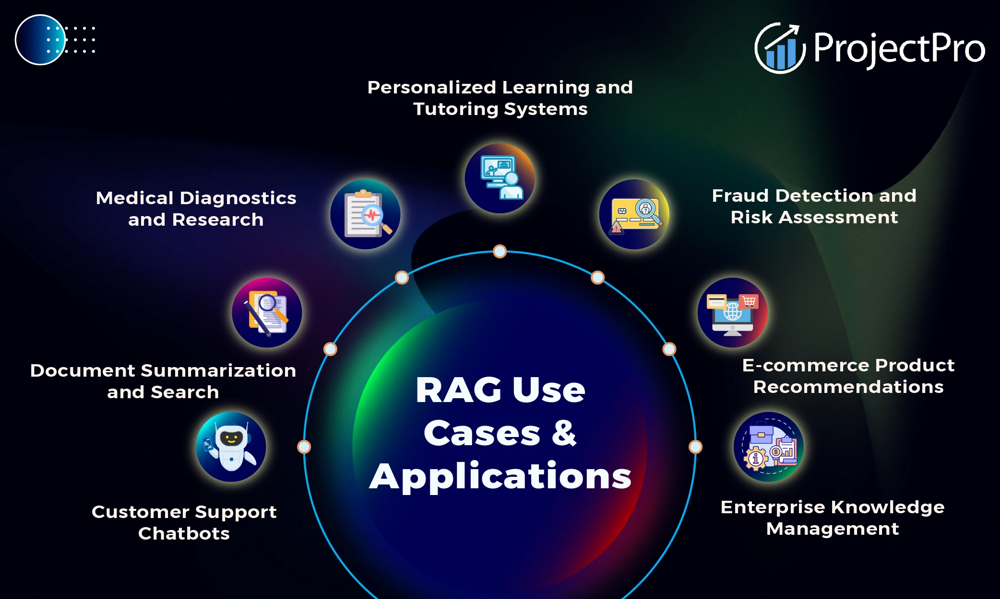 ProjectPro
Personalized Learning and
Tutoring Systems
Medical Diagnostics
and Research
Fraud Detection and
Risk Assessment
Document Summarization
and Search
E-commerce Product
Recommendations
RAG Use
Cases &
Applications
Customer Support
Chatbots
Enterprise Knowledge
Management